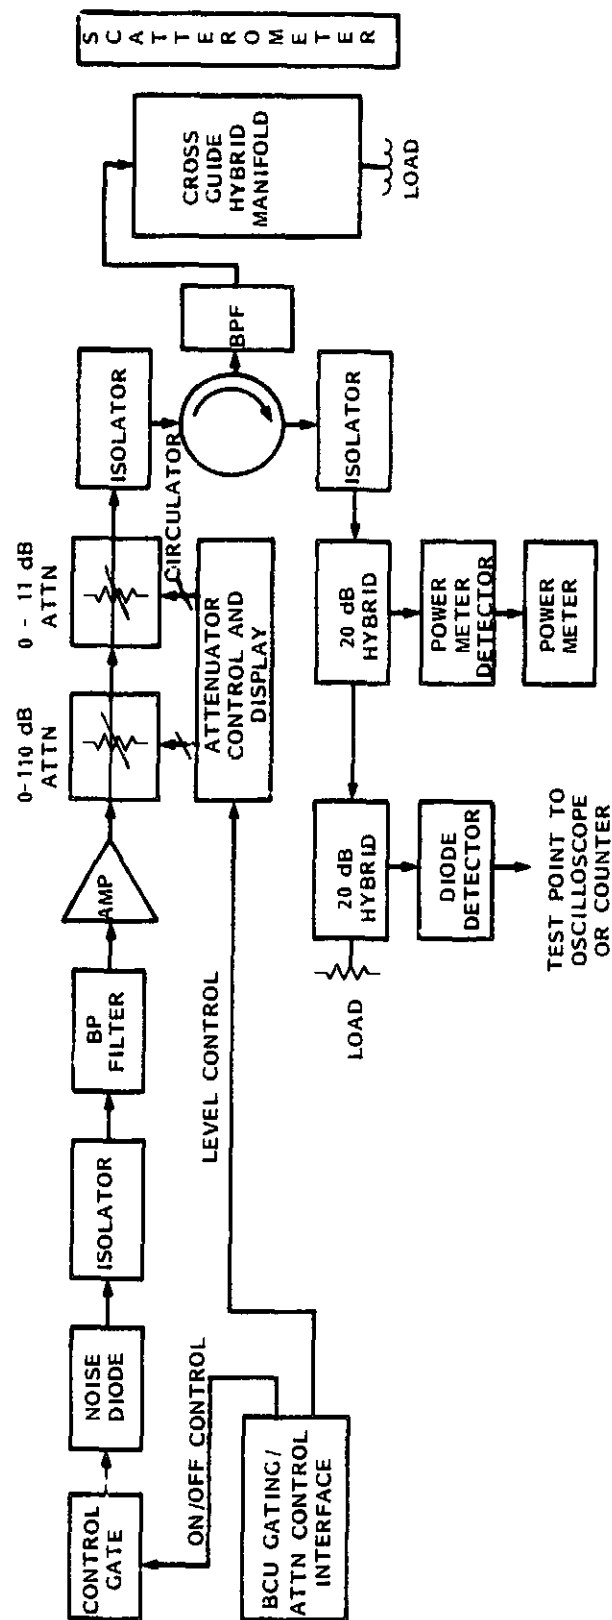 CONTROL
GATE
NOISE
DIODE
ISOLATOR
BP
FILTER
AMP
0-110 dB
ATTN
0 - 11 dB
ATTN
ISOLATOR
CIRCULATOR
BPF
CROSS
GUIDE
HYBRID
MANIFOLD
LOAD
SCATTEROMETER
ON/OFF CONTROL
BCU GATING/
ATTN CONTROL
INTERFACE
LEVEL CONTROL
ATTENUATOR
CONTROL AND
DISPLAY
ISOLATOR
20 dB
HYBRID
POWER
METER
DETECTOR
POWER
METER
20 dB
HYBRID
LOAD
DIODE
DETECTOR
TEST POINT TO
OSCILLOSCOPE
OR COUNTER